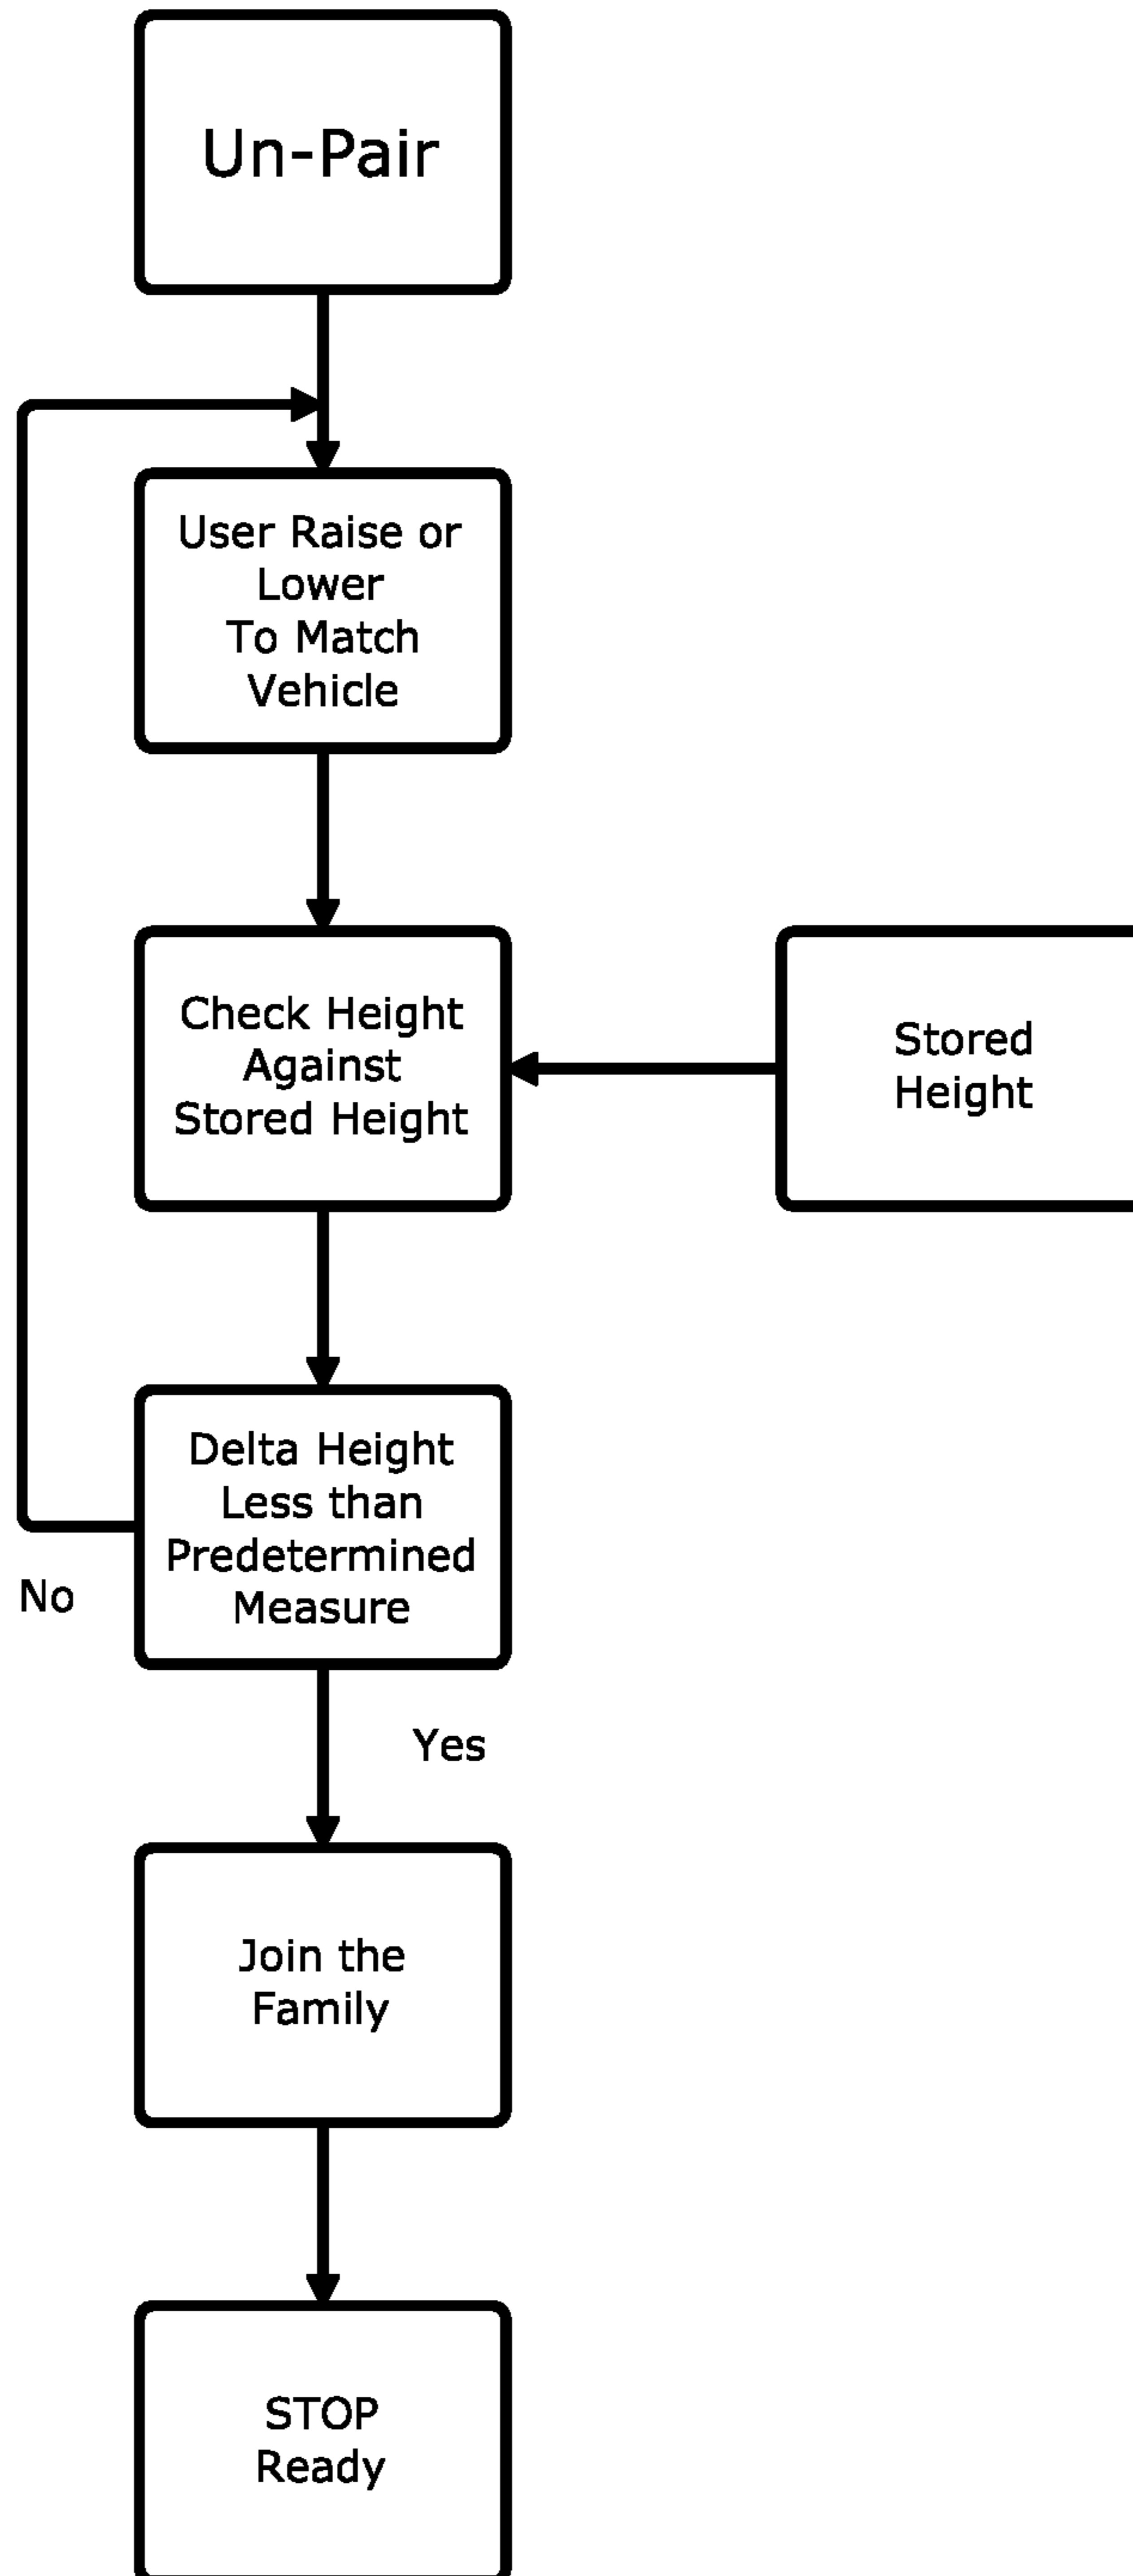 Un-Pair
User Raise or
Lower
To Match
Vehicle
Check Height
Against
Stored Height
Stored
Height
Delta Height
Less than
Predetermined
Measure
No
Yes
Join the
Family
STOP
Ready